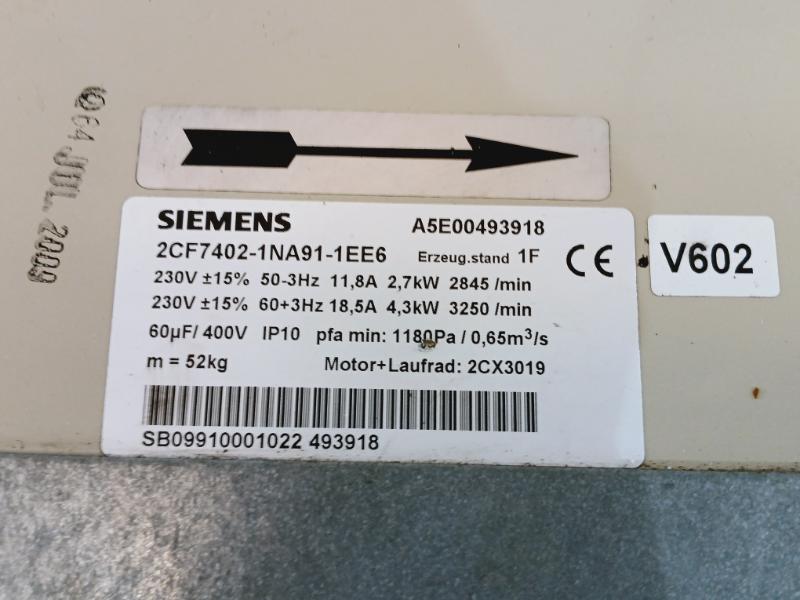 Q64 JUL. 2009
SIEMENS A5E00493918
2CF7402-1NA91-1EE6 Erzeug.stand 1F
230V ±15% 50-3Hz 11,8A 2,7kW 2845 /min
230V ±15% 60+3Hz 18,5A 4,3kW 3250 /min
60µF/ 400V IP10 pfa min: 1180Pa / 0,65m³/s
m = 52kg Motor+Laufrad: 2CX3019
SB09910001022 493918
CE
V602